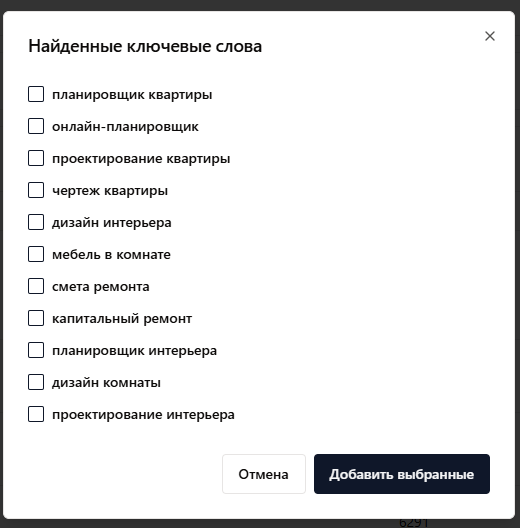 Найденные ключевые слова
планировщик квартиры
онлайн-планировщик
проектирование квартиры
чертеж квартиры
дизайн интерьера
мебель в комнате
смета ремонта
капитальный ремонт
планировщик интерьера
дизайн комнаты
проектирование интерьера
Отмена
Добавить выбранные
6291